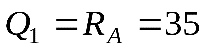 Q₁ = R_A = 35